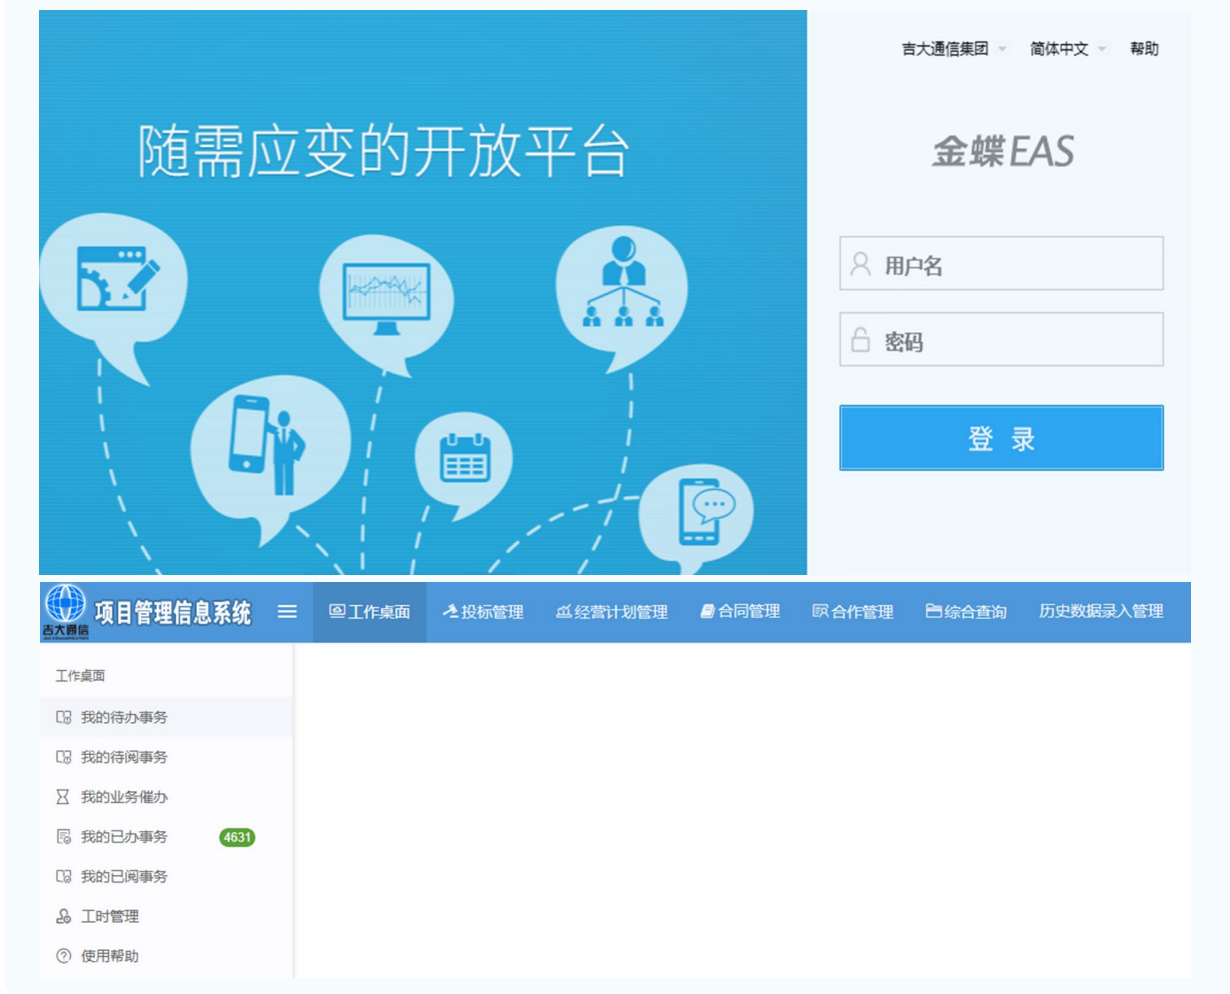 吉大通信集团 简体中文 帮助
随需应变的开放平台
金蝶EAS
用户名
密码
登 录
吉大通信 项目管理信息系统 工作桌面 投标管理 经营计划管理 合同管理 合作管理 综合查询 历史数据录入管理
工作桌面
我的待办事务
我的待阅事务
我的业务催办
我的已办事务 4631
我的已阅事务
工时管理
使用帮助